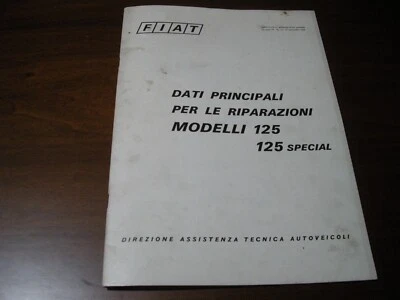 FIAT
DATI PRINCIPALI
PER LE RIPARAZIONI
MODELLI 125
125 SPECIAL
DIREZIONE ASSISTENZA TECNICA AUTOVEICOLI